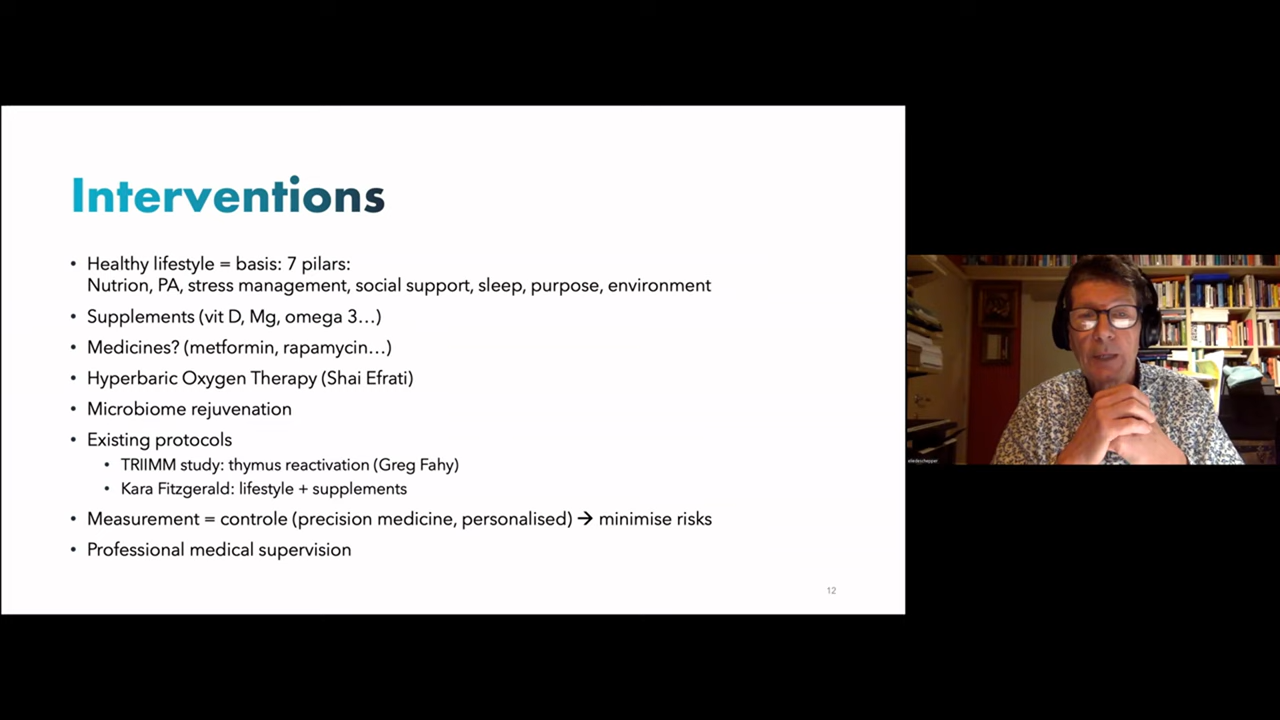 Interventions
• Healthy lifestyle = basis: 7 pilars:
Nutrion, PA, stress management, social support, sleep, purpose, environment
• Supplements (vit D, Mg, omega 3…)
• Medicines? (metformin, rapamycin…)
• Hyperbaric Oxygen Therapy (Shai Efrati)
• Microbiome rejuvenation
• Existing protocols
• TRIIMM study: thymus reactivation (Greg Fahy)
• Kara Fitzgerald: lifestyle + supplements
• Measurement = controle (precision medicine, personalised) → minimise risks
• Professional medical supervision
12